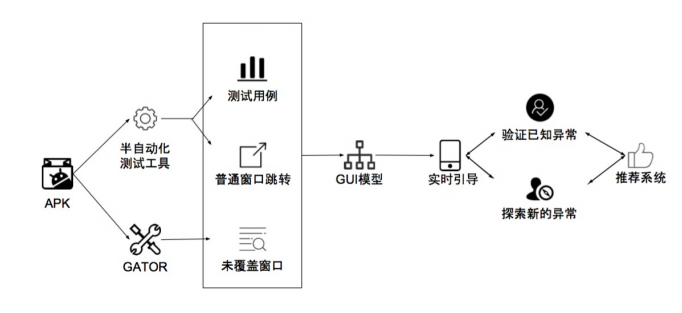 APK
半自动化
测试工具
GATOR
测试用例
普通窗口跳转
未覆盖窗口
GUI模型
实时引导
验证已知异常
探索新的异常
推荐系统